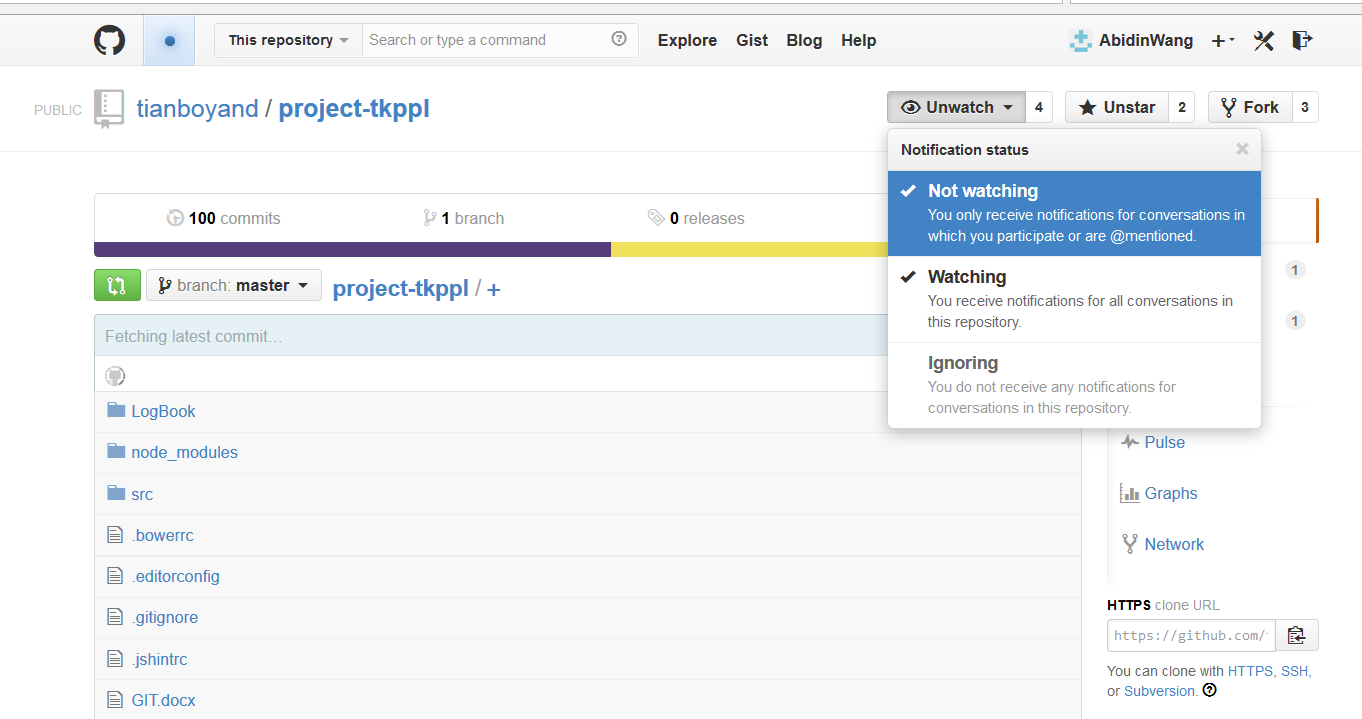 This repository
Search or type a command
Explore
Gist
Blog
Help
AbidinWang
PUBLIC
tianboyand / project-tkppl
Unwatch
4
Unstar
2
Fork
3
Notification status
Not watching
You only receive notifications for conversations in
which you participate or are @mentioned.
Watching
You receive notifications for all conversations in
this repository.
Ignoring
You do not receive any notifications for
conversations in this repository.
100 commits
1 branch
0 releases
branch: master
project-tkppl / +
Fetching latest commit…
LogBook
node_modules
src
.bowerrc
.editorconfig
.gitignore
.jshintrc
GIT.docx
1
1
Pulse
Graphs
Network
HTTPS clone URL
https://github.com/
You can clone with HTTPS, SSH,
or Subversion.